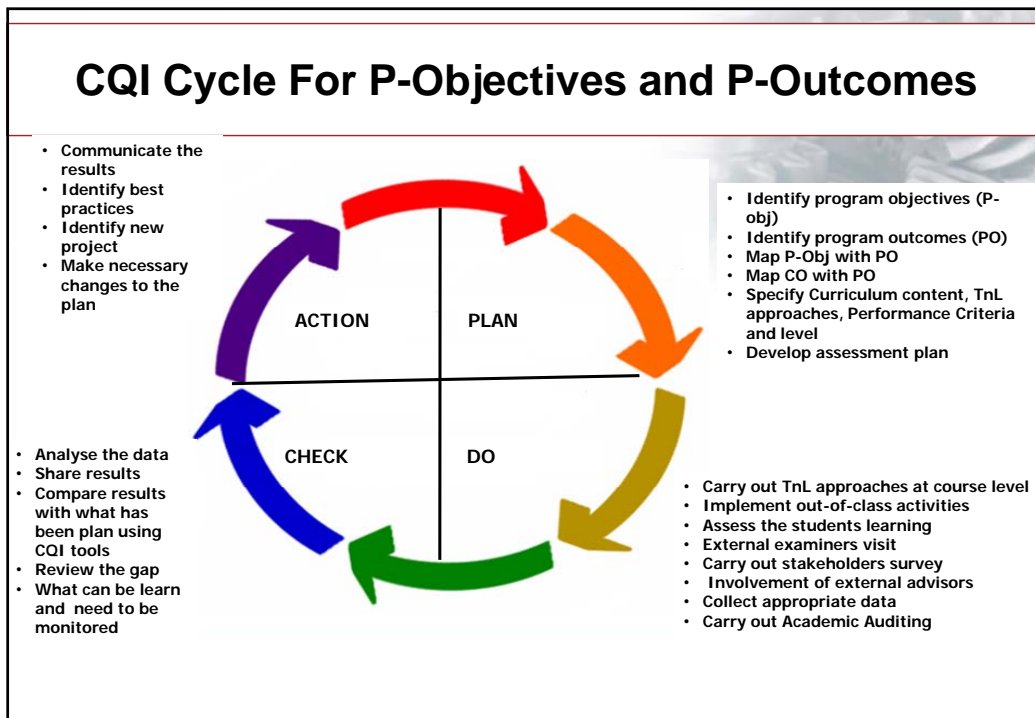 CQI Cycle For P-Objectives and P-Outcomes
• Communicate the
results
• Identify best
practices
• Identify new
project
• Make necessary
changes to the
plan
• Identify program objectives (P-
obj)
• Identify program outcomes (PO)
• Map P-Obj with PO
• Map CO with PO
• Specify Curriculum content, TnL
approaches, Performance Criteria
and level
• Develop assessment plan
ACTION
PLAN
CHECK
DO
• Analyse the data
• Share results
• Compare results
with what has
been plan using
CQI tools
• Review the gap
• What can be learn
and need to be
monitored
• Carry out TnL approaches at course level
• Implement out-of-class activities
• Assess the students learning
• External examiners visit
• Carry out stakeholders survey
• Involvement of external advisors
• Collect appropriate data
• Carry out Academic Auditing